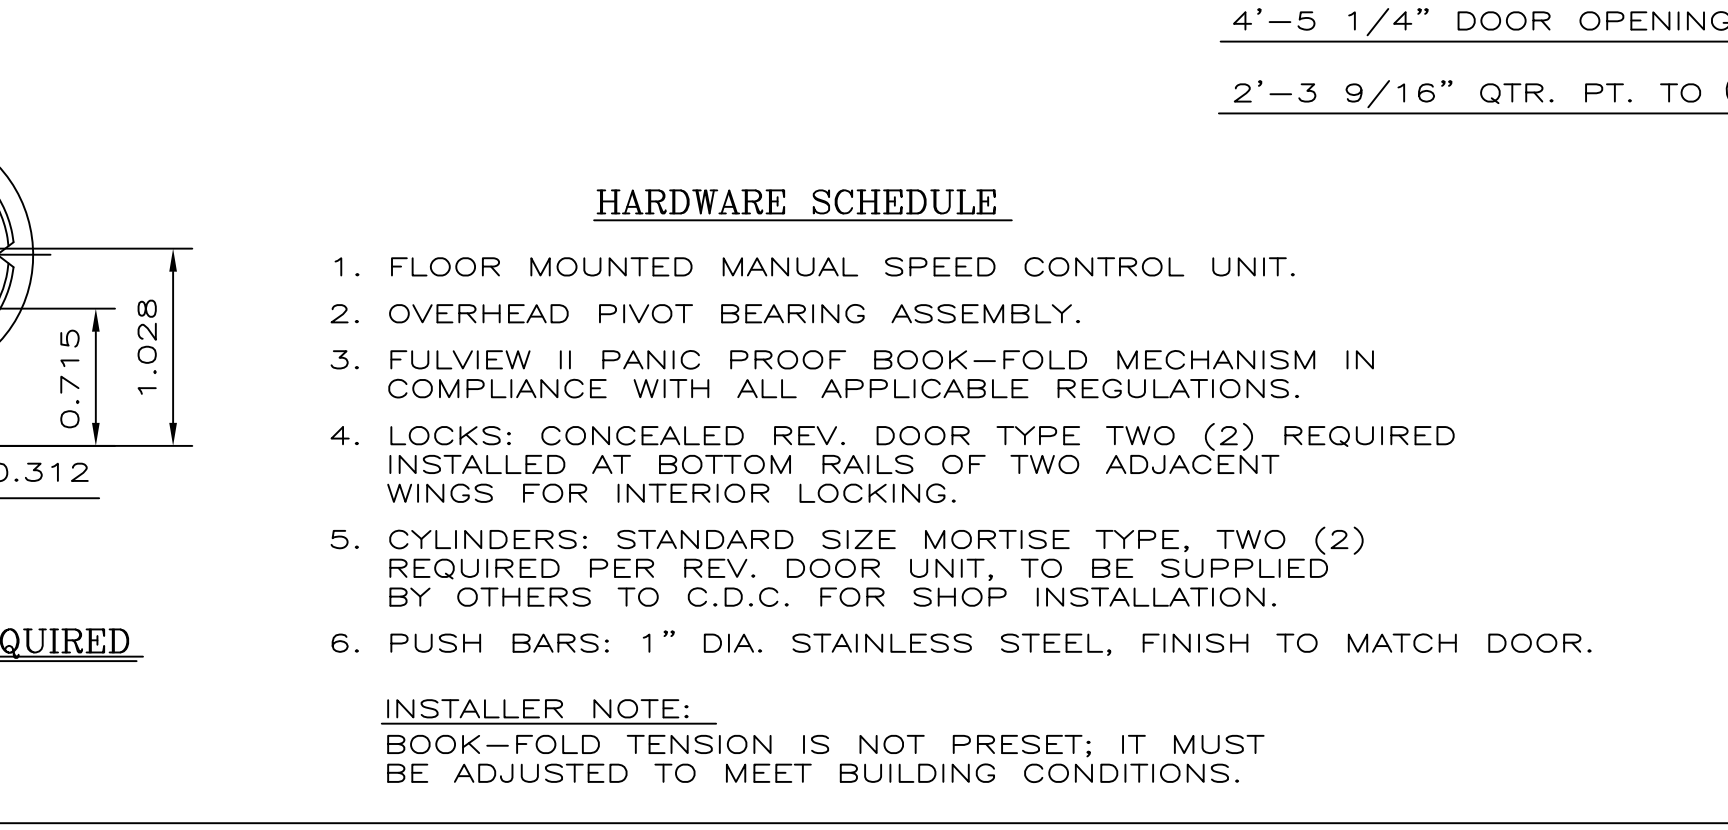 4'-5 1/4" DOOR OPENING
2'-3 9/16" QTR. PT. TO
HARDWARE SCHEDULE
1. FLOOR MOUNTED MANUAL SPEED CONTROL UNIT.
2. OVERHEAD PIVOT BEARING ASSEMBLY.
3. FULVIEW II PANIC PROOF BOOK-FOLD MECHANISM IN
COMPLIANCE WITH ALL APPLICABLE REGULATIONS.
4. LOCKS: CONCEALED REV. DOOR TYPE TWO (2) REQUIRED
INSTALLED AT BOTTOM RAILS OF TWO ADJACENT
WINGS FOR INTERIOR LOCKING.
5. CYLINDERS: STANDARD SIZE MORTISE TYPE, TWO (2)
REQUIRED PER REV. DOOR UNIT, TO BE SUPPLIED
BY OTHERS TO C.D.C. FOR SHOP INSTALLATION.
6. PUSH BARS: 1" DIA. STAINLESS STEEL, FINISH TO MATCH DOOR.
INSTALLER NOTE:
BOOK-FOLD TENSION IS NOT PRESET; IT MUST
BE ADJUSTED TO MEET BUILDING CONDITIONS.
0.715
1.028
0.312
QUIRED